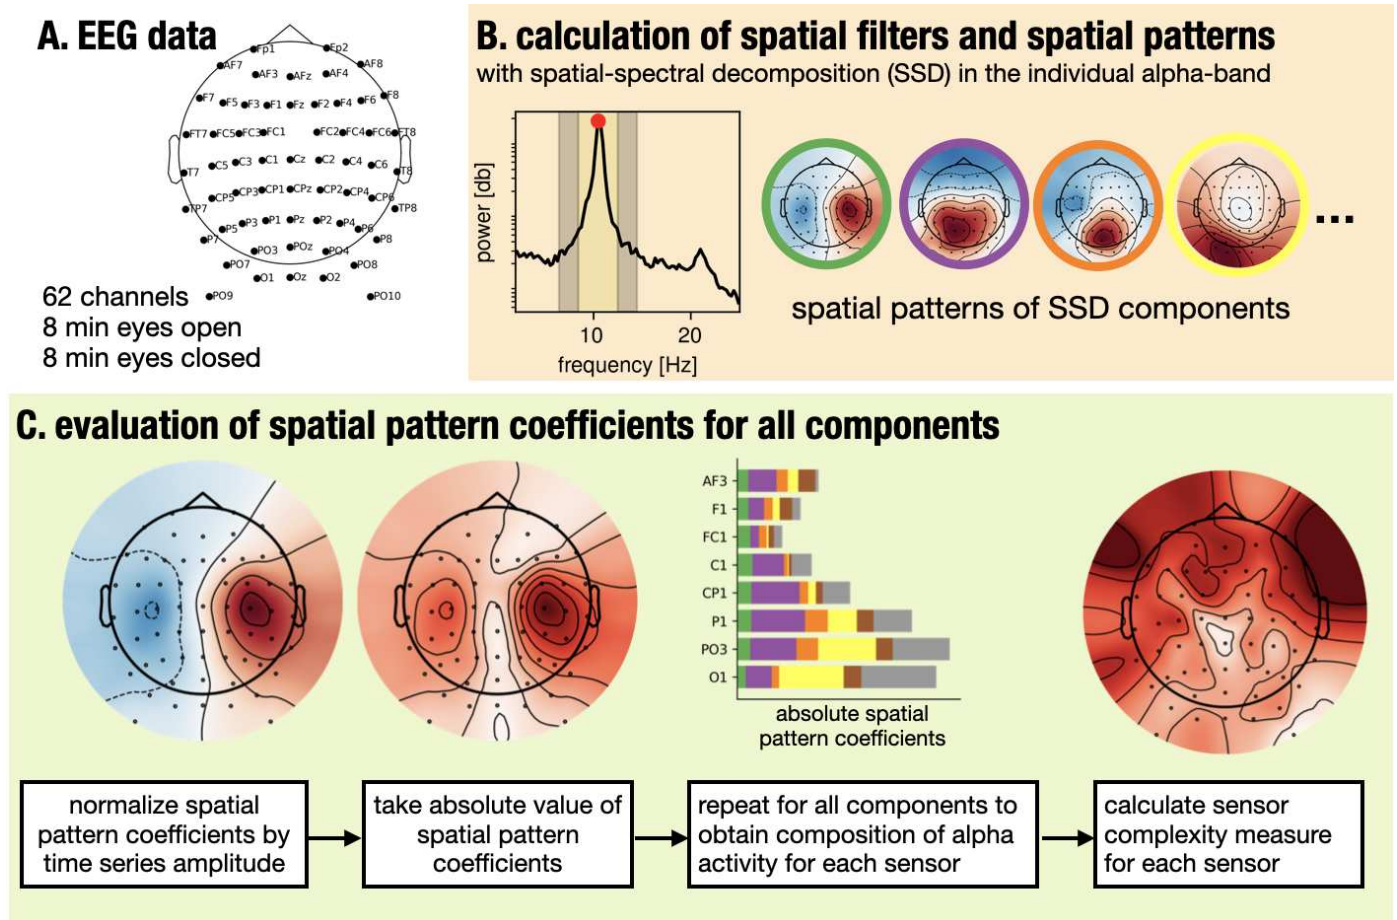 A. EEG data
Fp1 Fp2
AF7 AF3 AFz AF4 AF8
F7 F5 F3 F1 Fz F2 F4 F6 F8
FT7 FC5 FC3 FC1 FC2 FC4 FC6 FT8
T7 C5 C3 C1 Cz C2 C4 C6 T8
TP7 CP5 CP3 CP1 CPz CP2 CP4 CP6 TP8
P7 P5 P3 P1 Pz P2 P4 P6 P8
PO7 PO3 POz PO4 PO8
O1 Oz O2
PO9 PO10
62 channels
8 min eyes open
8 min eyes closed
B. calculation of spatial filters and spatial patterns
with spatial-spectral decomposition (SSD) in the individual alpha-band
power [db]
10 20
frequency [Hz]
...
spatial patterns of SSD components
C. evaluation of spatial pattern coefficients for all components
AF3
F1
FC1
C1
CP1
P1
PO3
O1
absolute spatial
pattern coefficients
normalize spatial
pattern coefficients by
time series amplitude
take absolute value of
spatial pattern
coefficients
repeat for all components to
obtain composition of alpha
activity for each sensor
calculate sensor
complexity measure
for each sensor